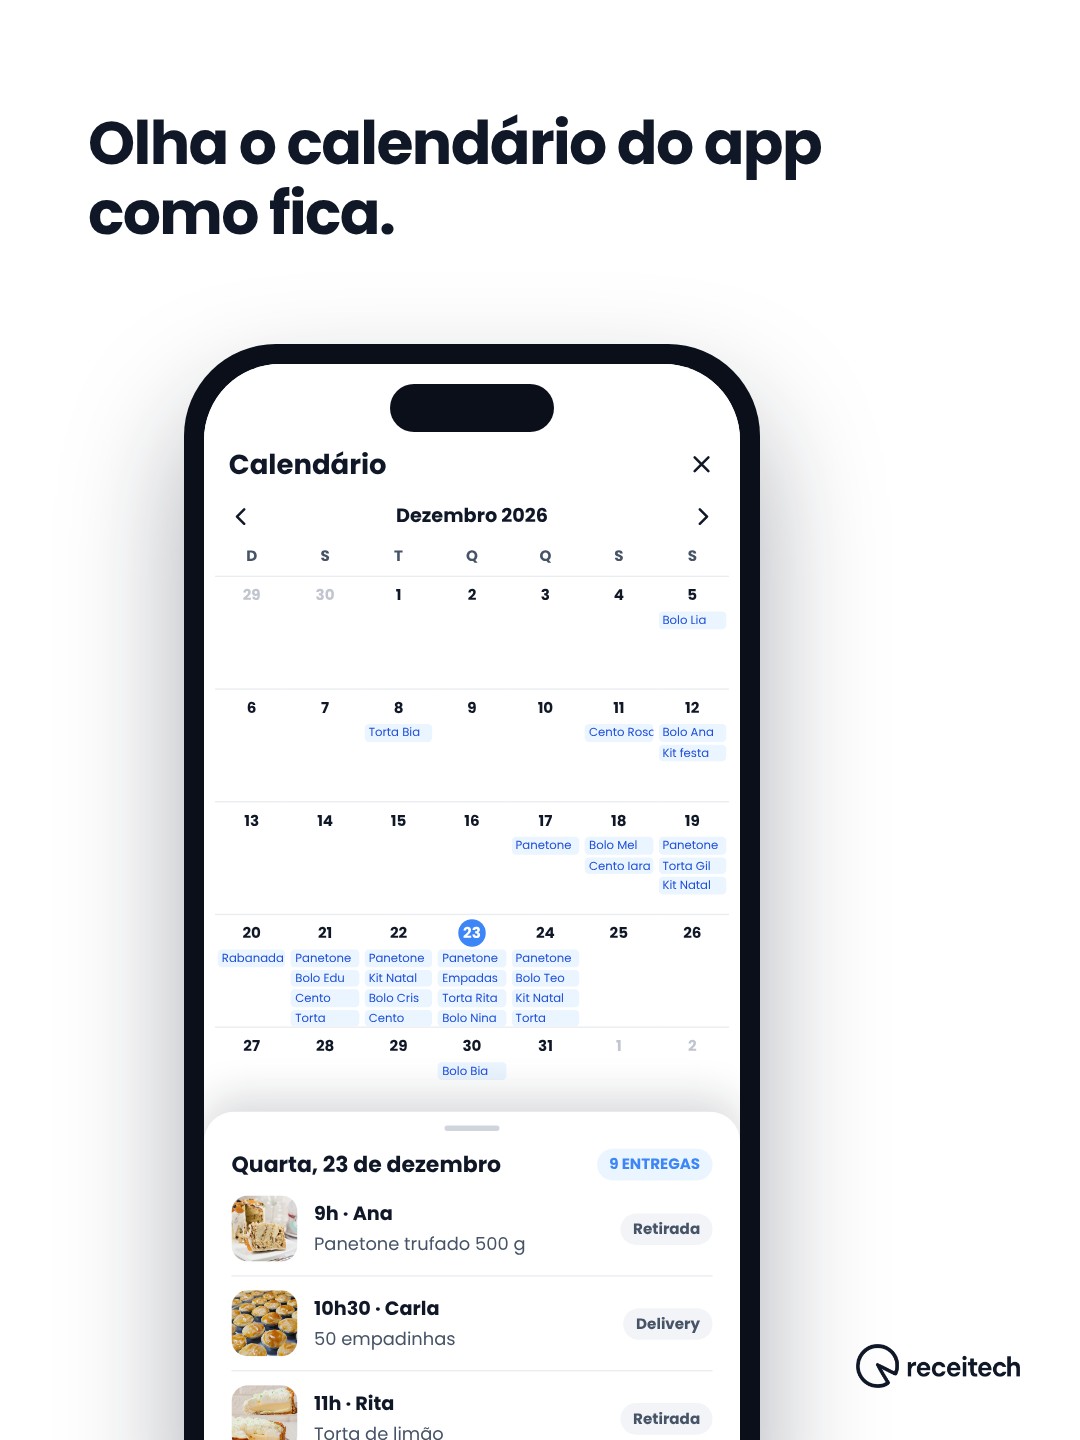 Olha o calendário do app
como fica.
Calendário
Dezembro 2026
D S T Q Q S S
29 30 1 2 3 4 5
Bolo Lia
6 7 8 9 10 11 12
Torta Bia Cento Rosc Bolo Ana
Kit festa
13 14 15 16 17 18 19
Panetone Bolo Mel Panetone
Cento Iara Torta Gil
Kit Natal
20 21 22 23 24 25 26
Rabanada Panetone Panetone Panetone Panetone
Bolo Edu Kit Natal Empadas Bolo Teo
Cento Bolo Cris Torta Rita Kit Natal
Torta Cento Bolo Nina Torta
27 28 29 30 31 1 2
Bolo Bia
Quarta, 23 de dezembro 9 ENTREGAS
9h · Ana
Panetone trufado 500 g
Retirada
10h30 · Carla
50 empadinhas
Delivery
11h · Rita
Torta de limão
Retirada
receitech